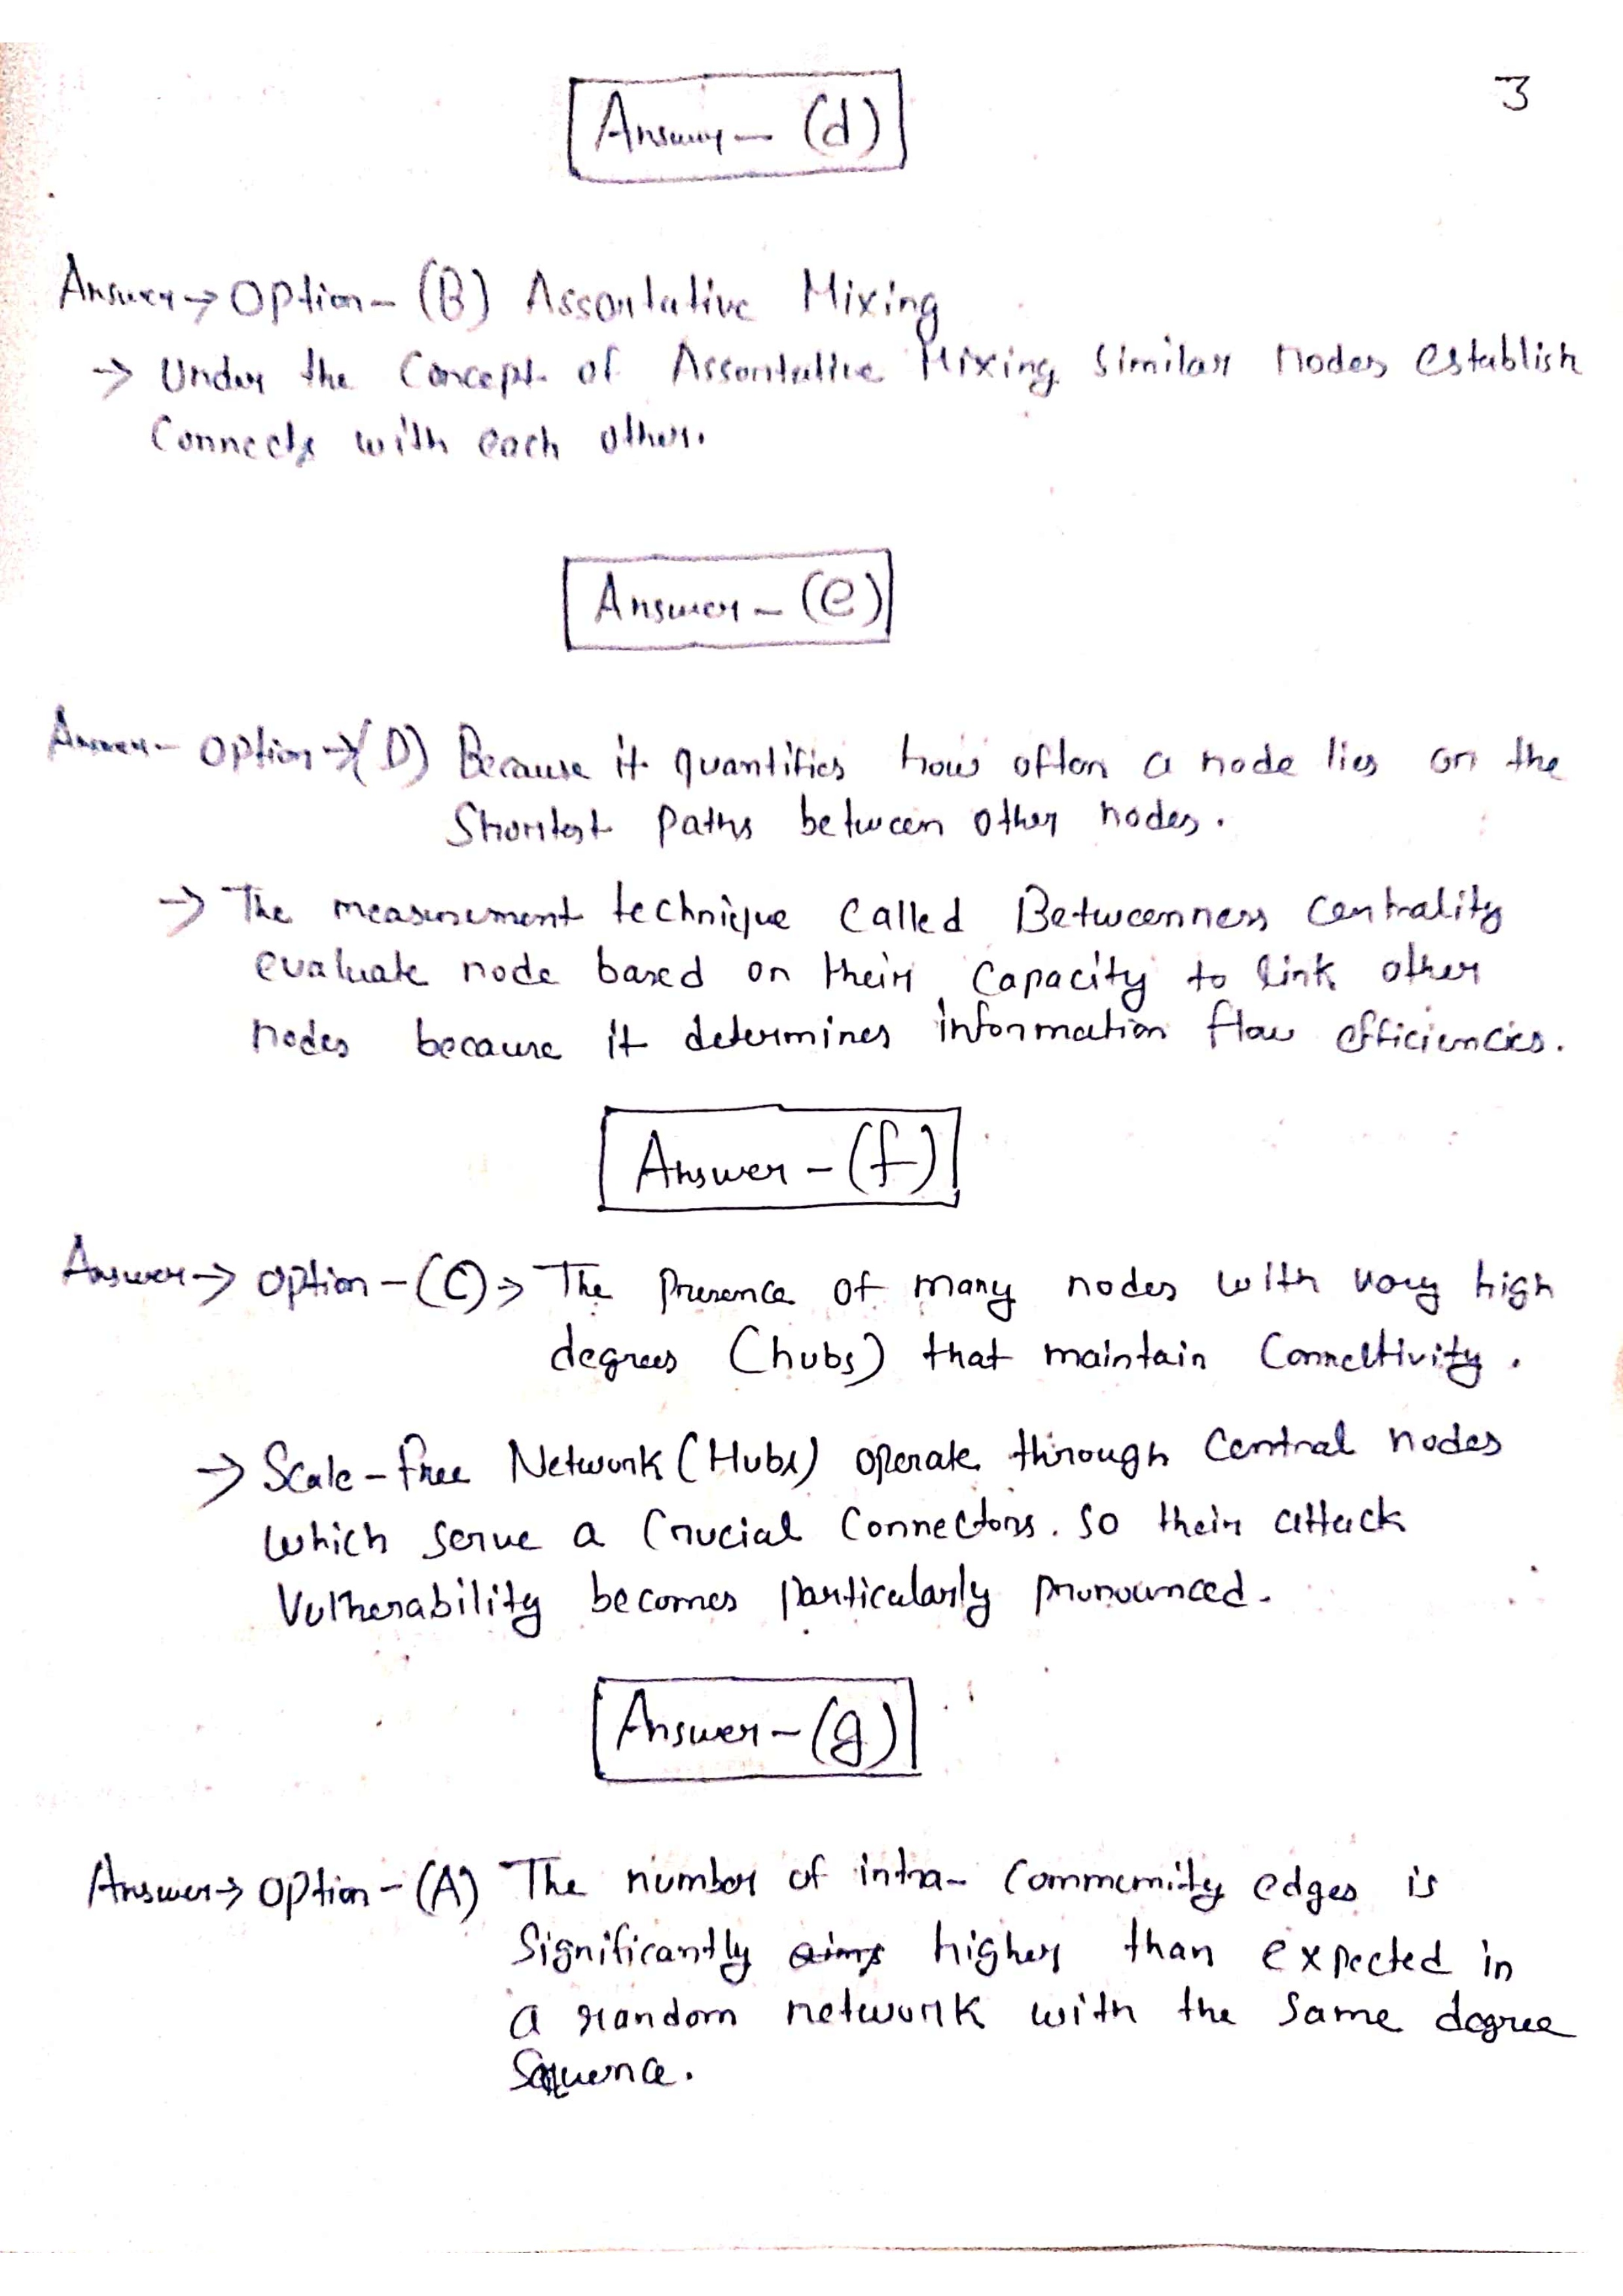 3
Answer - (d)
Answer → Option - (B) Assortative Mixing
→ Under the Concept of Assortative Mixing Similar nodes establish
Connects with each other.
Answer - (e)
Answer - Option → (D) Because it quantifies how often a node lies on the
Shortest Paths between other nodes.
→ The measurement technique Called Betweenness Centrality
evaluate node based on their Capacity to link other
nodes because it determines information flow efficiencies.
Answer - (f)
Answer → Option - (C) → The Presence of many nodes with very high
degrees (hubs) that maintain Connectivity.
→ Scale-free Network (Hubs) operate through Central nodes
which serve a Crucial Connectors. So their attack
Vulnerability becomes Particularly pronounced.
Answer - (g)
Answer → Option - (A) The number of intra-Community edges is
Significantly higher than expected in
a random network with the Same degree
Sequence.